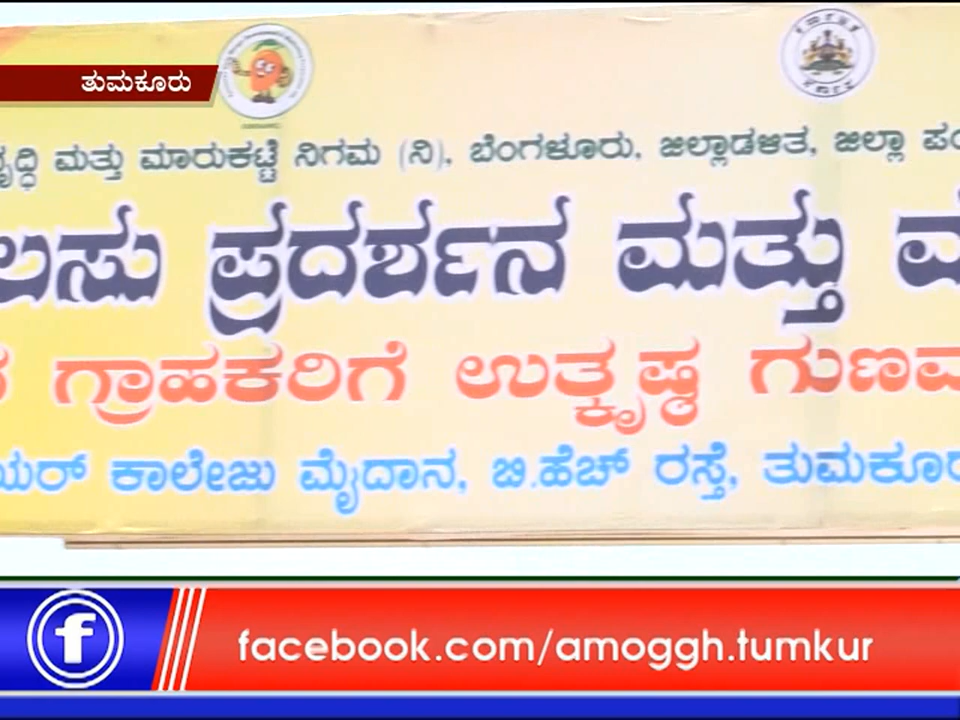 ತುಮಕೂರು
ಮತ್ತು ಮಾರುಕಟ್ಟೆ ನಿಗಮ (ನಿ), ಬೆಂಗಳೂರು, ಜಿಲ್ಲಾಡಳಿತ, ಜಿಲ್ಲಾ
ಲಸು ಪ್ರದರ್ಶನ ಮತ್ತು
ಗ್ರಾಹಕರಿಗೆ ಉತ್ಕೃಷ್ಠ ಗುಣವ
ಯರ್ ಕಾಲೇಜು ಮೈದಾನ, ಬಿ.ಹೆಚ್ ರಸ್ತೆ, ತುಮಕೂರ
facebook.com/amoggh.tumkur